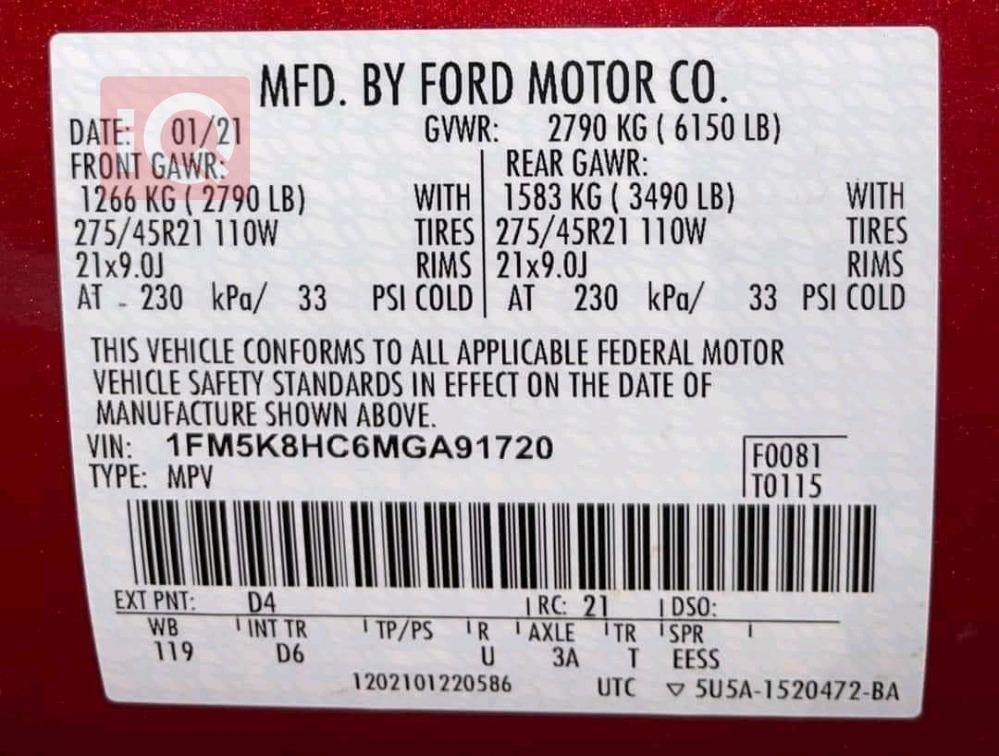 MFD. BY FORD MOTOR CO.
DATE: 01/21 GVWR: 2790 KG ( 6150 LB)
FRONT GAWR: REAR GAWR:
1266 KG ( 2790 LB) WITH 1583 KG ( 3490 LB) WITH
275/45R21 110W TIRES 275/45R21 110W TIRES
21x9.0J RIMS 21x9.0J RIMS
AT - 230 kPa/ 33 PSI COLD AT 230 kPa/ 33 PSI COLD
THIS VEHICLE CONFORMS TO ALL APPLICABLE FEDERAL MOTOR
VEHICLE SAFETY STANDARDS IN EFFECT ON THE DATE OF
MANUFACTURE SHOWN ABOVE.
VIN: 1FM5K8HC6MGA91720
F0081
TYPE: MPV
T0115
EXT PNT: D4 RC: 21 DSO:
WB INT TR TP/PS R AXLE TR SPR
119 D6 U 3A T EESS
1202101220586 UTC ▽ 5U5A-1520472-BA
IQ